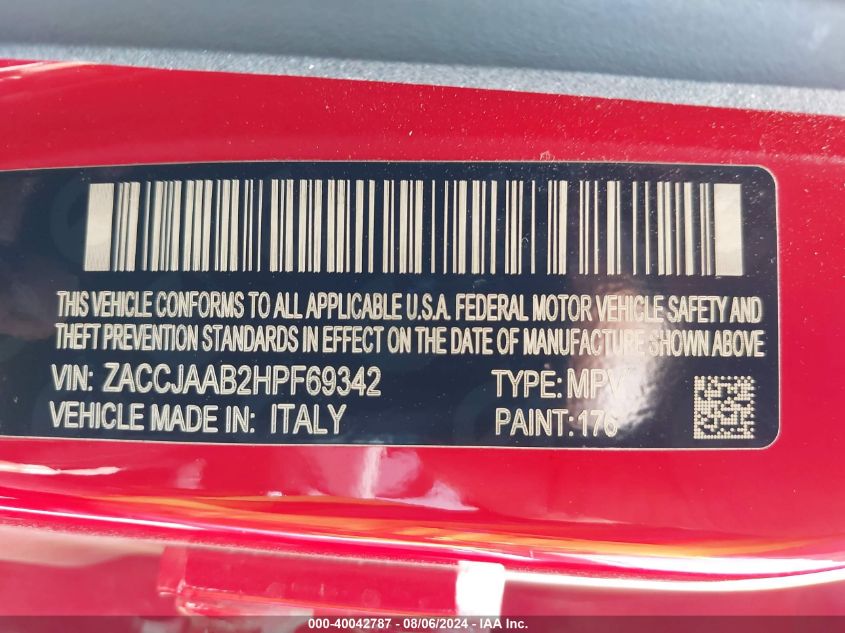 THIS VEHICLE CONFORMS TO ALL APPLICABLE U.S.A. FEDERAL MOTOR VEHICLE SAFETY AND
THEFT PREVENTION STANDARDS IN EFFECT ON THE DATE OF MANUFACTURE SHOWN ABOVE
VIN: ZACCJAAB2HPF69342 TYPE: MPV
VEHICLE MADE IN: ITALY PAINT:176
000-40042787 - 08/06/2024 - IAA Inc.